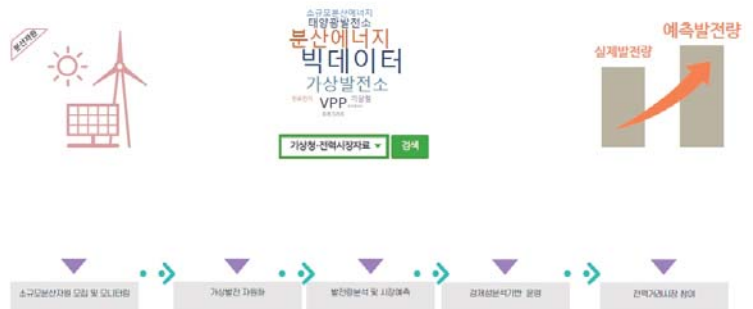 분산자원
소규모분산에너지
태양광발전소
분산에너지
빅데이터
가상발전소
VPP 기상청
기상청-전력시장자료 검색
실제발전량
예측발전량
소규모분산자원 모집 및 모니터링
가상발전 자원화
발전량분석 및 시장예측
경제성분석기반 운영
전력거래시장 참여